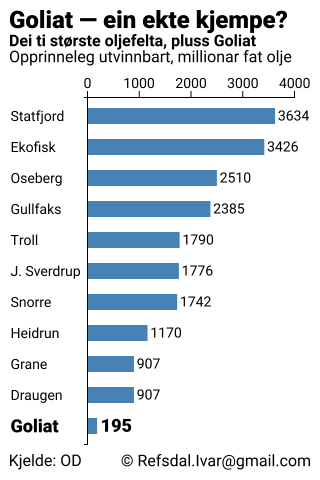 Goliat — ein ekte kjempe?
Dei ti største oljefelta, pluss Goliat
Opprinneleg utvinnbart, millionar fat olje
0 1000 2000 3000 4000
Statfjord 3634
Ekofisk 3426
Oseberg 2510
Gullfaks 2385
Troll 1790
J. Sverdrup 1776
Snorre 1742
Heidrun 1170
Grane 907
Draugen 907
Goliat 195
Kjelde: OD © Refsdal.Ivar@gmail.com